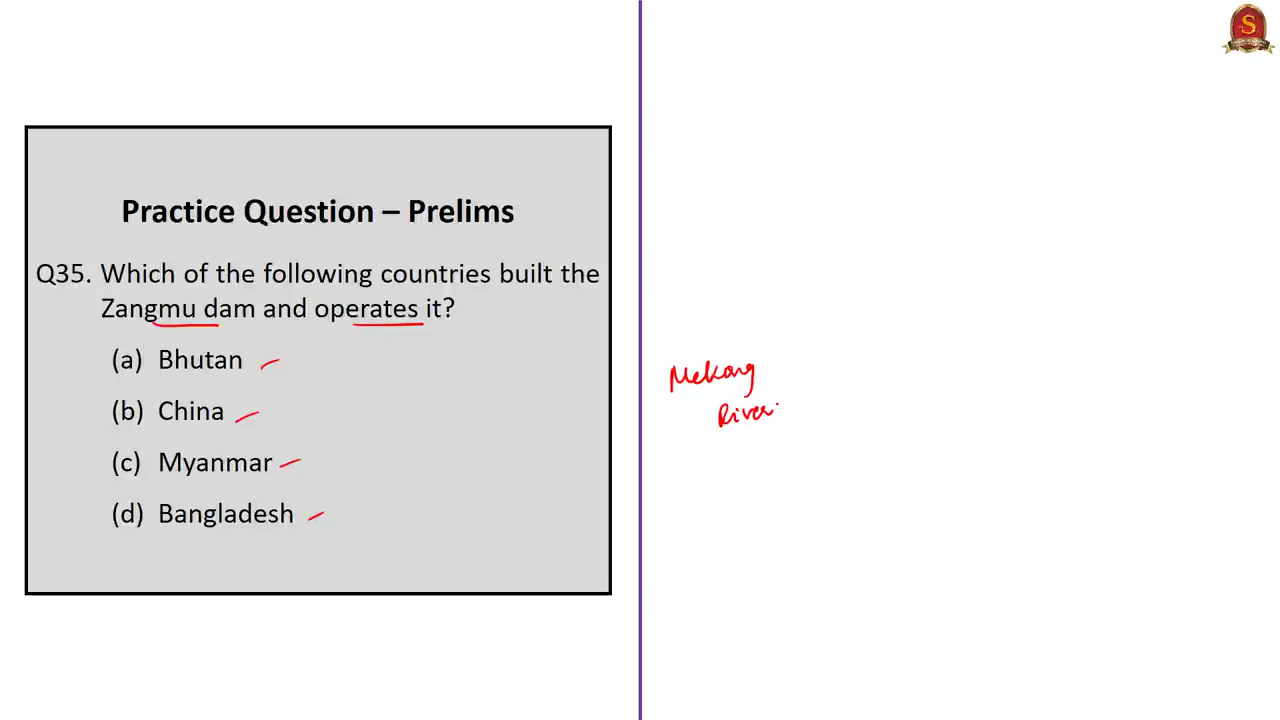 S
Practice Question – Prelims
Q35. Which of the following countries built the
Zangmu dam and operates it?
(a) Bhutan
(b) China
(c) Myanmar
(d) Bangladesh
Mekong
River